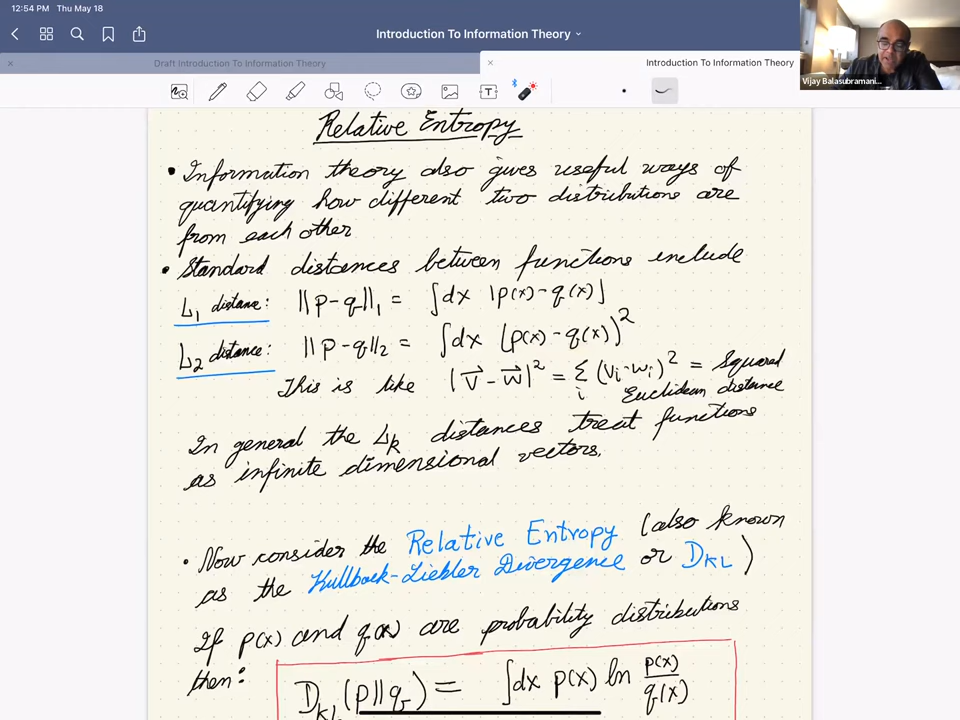 12:54 PM Thu May 18
Introduction To Information Theory
Draft Introduction To Information Theory
Introduction To Information Theory
Vijay Balasubramani...
Relative Entropy
• Information theory also gives useful ways of
quantifying how different two distributions are
from each other
• Standard distances between functions include
L₁ distance: ||p-q||₁ = ∫dx |p(x)-q(x)|
L₂ distance: ||p-q||₂ = ∫dx (p(x)-q(x))²
This is like |v⃗-w⃗|² = Σᵢ (vᵢ-wᵢ)² = Squared
Euclidean distance
In general the Lₖ distances treat functions
as infinite dimensional vectors.
• Now consider the Relative Entropy (also known
as the Kullback-Liebler Divergence or D_KL)
If p(x) and q(x) are probability distributions
then:
D_KL(p||q) = ∫dx p(x) ln p(x)/q(x)